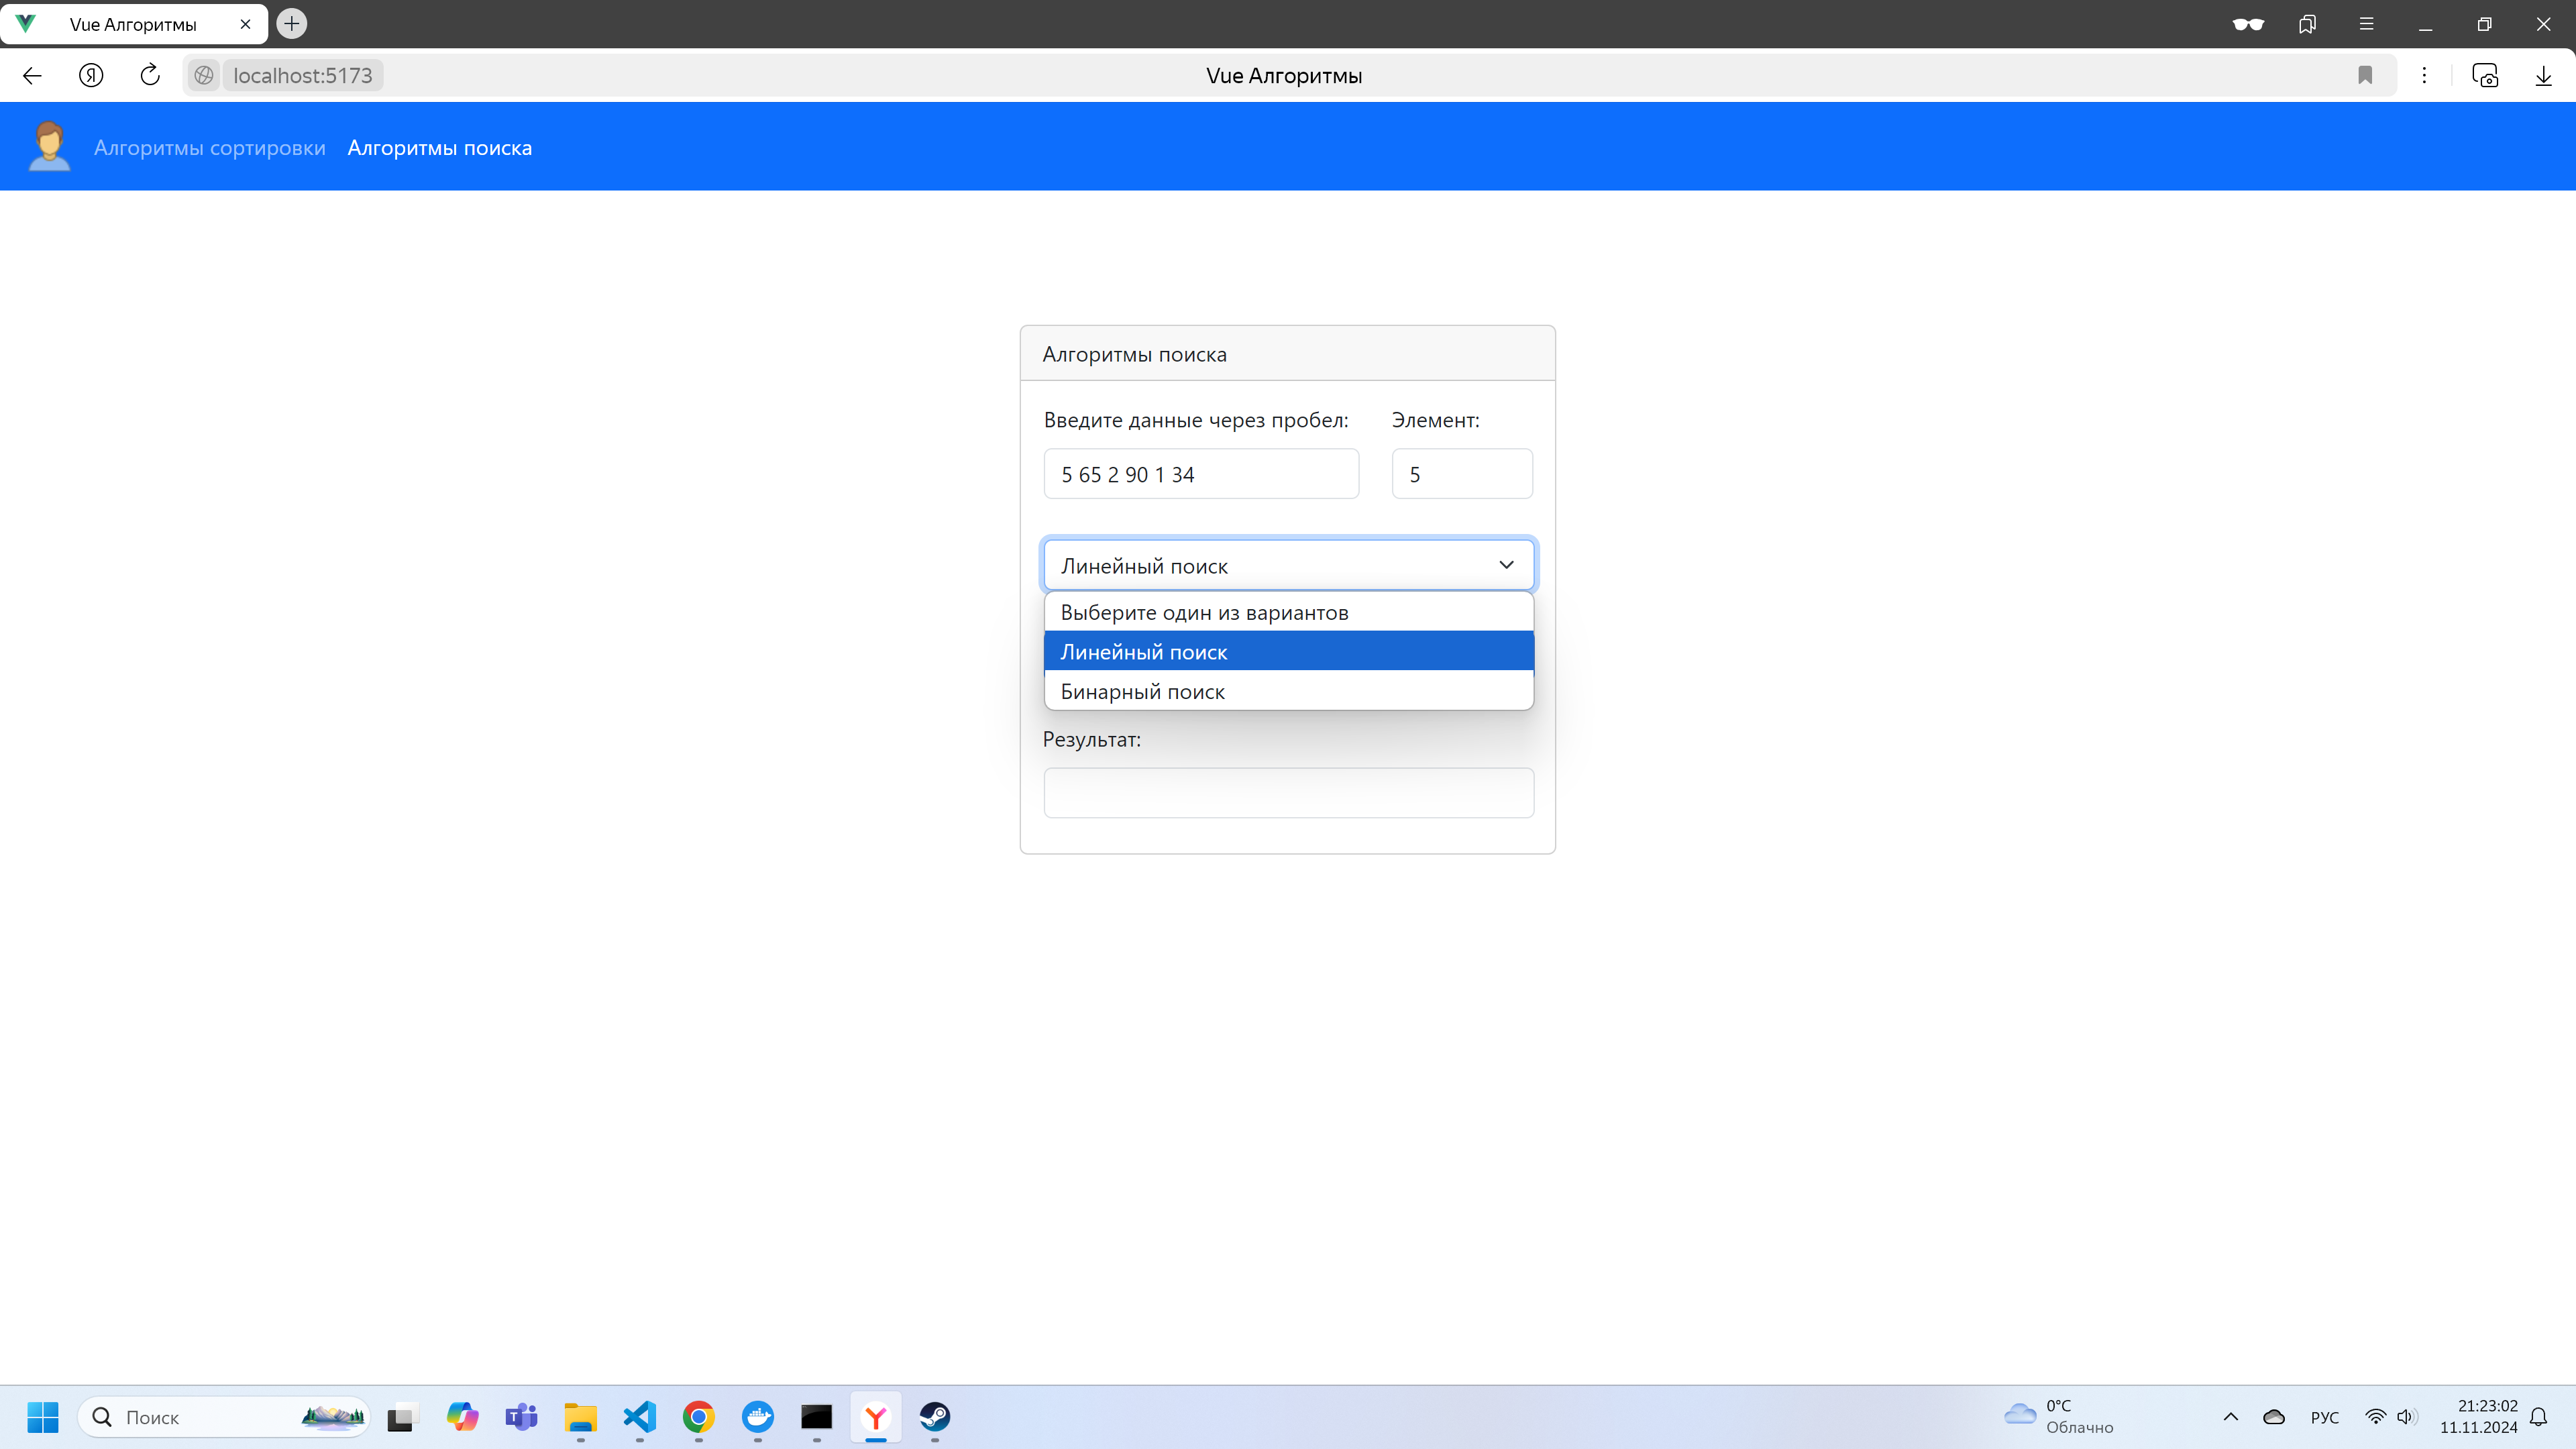 Vue Алгоритмы
localhost:5173
Vue Алгоритмы
Алгоритмы сортировки
Алгоритмы поиска
Алгоритмы поиска
Введите данные через пробел:
Элемент:
5 65 2 90 1 34
5
Линейный поиск
Выберите один из вариантов
Линейный поиск
Бинарный поиск
Результат:
Поиск
0°C
Облачно
РУС
21:23:02
11.11.2024